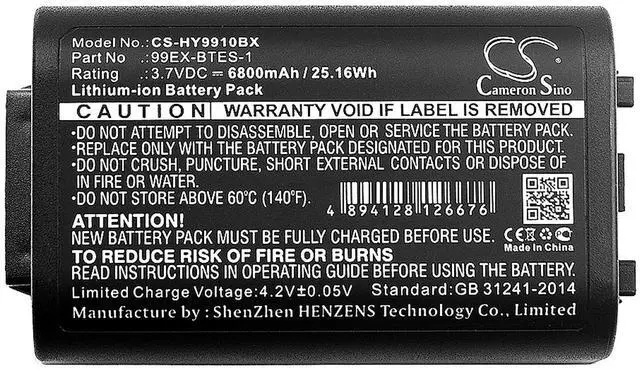 Model No.: CS-HY9910BX
Part No :99EX-BTES-1
Rating :3.7VDC ⎓ 6800mAh / 25.16Wh
Lithium-ion Battery Pack
CS
Cameron Sino
CAUTION WARRANTY VOID IF LABEL IS REMOVED
•DO NOT ATTEMPT TO DISASSEMBLE, OPEN OR SERVICE THE BATTERY PACK.
•REPLACE ONLY WITH THE BATTERY DESIGNATED FOR THIS PRODUCT.
•DO NOT CRUSH, PUNCTURE, SHORT EXTERNAL CONTACTS OR DISPOSE OF
IN FIRE OR WATER.
•DO NOT STORE ABOVE 60°C (140°F).
4 894128 126676
ATTENTION!
NEW BATTERY PACK MUST BE FULLY CHARGED BEFORE USE
CE
Made In China
TO REDUCE RISK OF FIRE OR BURNS
READ INSTRUCTIONS IN OPERATING GUIDE BEFORE USING BATTERY PACK.
Limited Charge Voltage:4.2V±0.05V Standard:GB 31241-2014
Manufacture by : ShenZhen HENZENS Technology Co., Limited